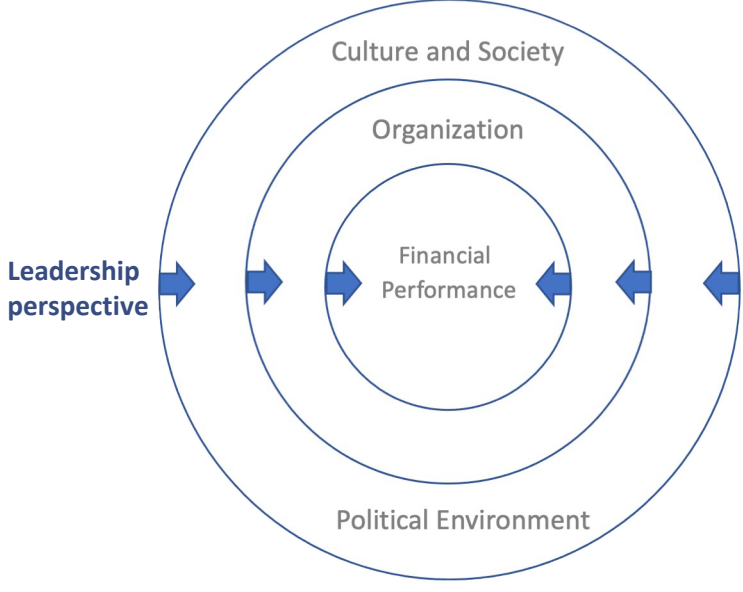 Culture and Society
Organization
Financial
Performance
Leadership
perspective
Political Environment